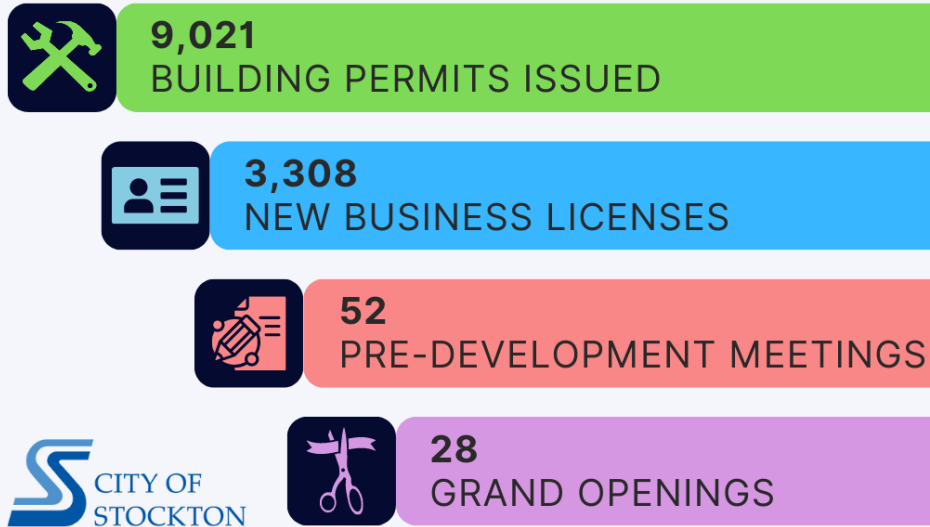 9,021
BUILDING PERMITS ISSUED
3,308
NEW BUSINESS LICENSES
52
PRE-DEVELOPMENT MEETINGS
28
GRAND OPENINGS
CITY OF
STOCKTON